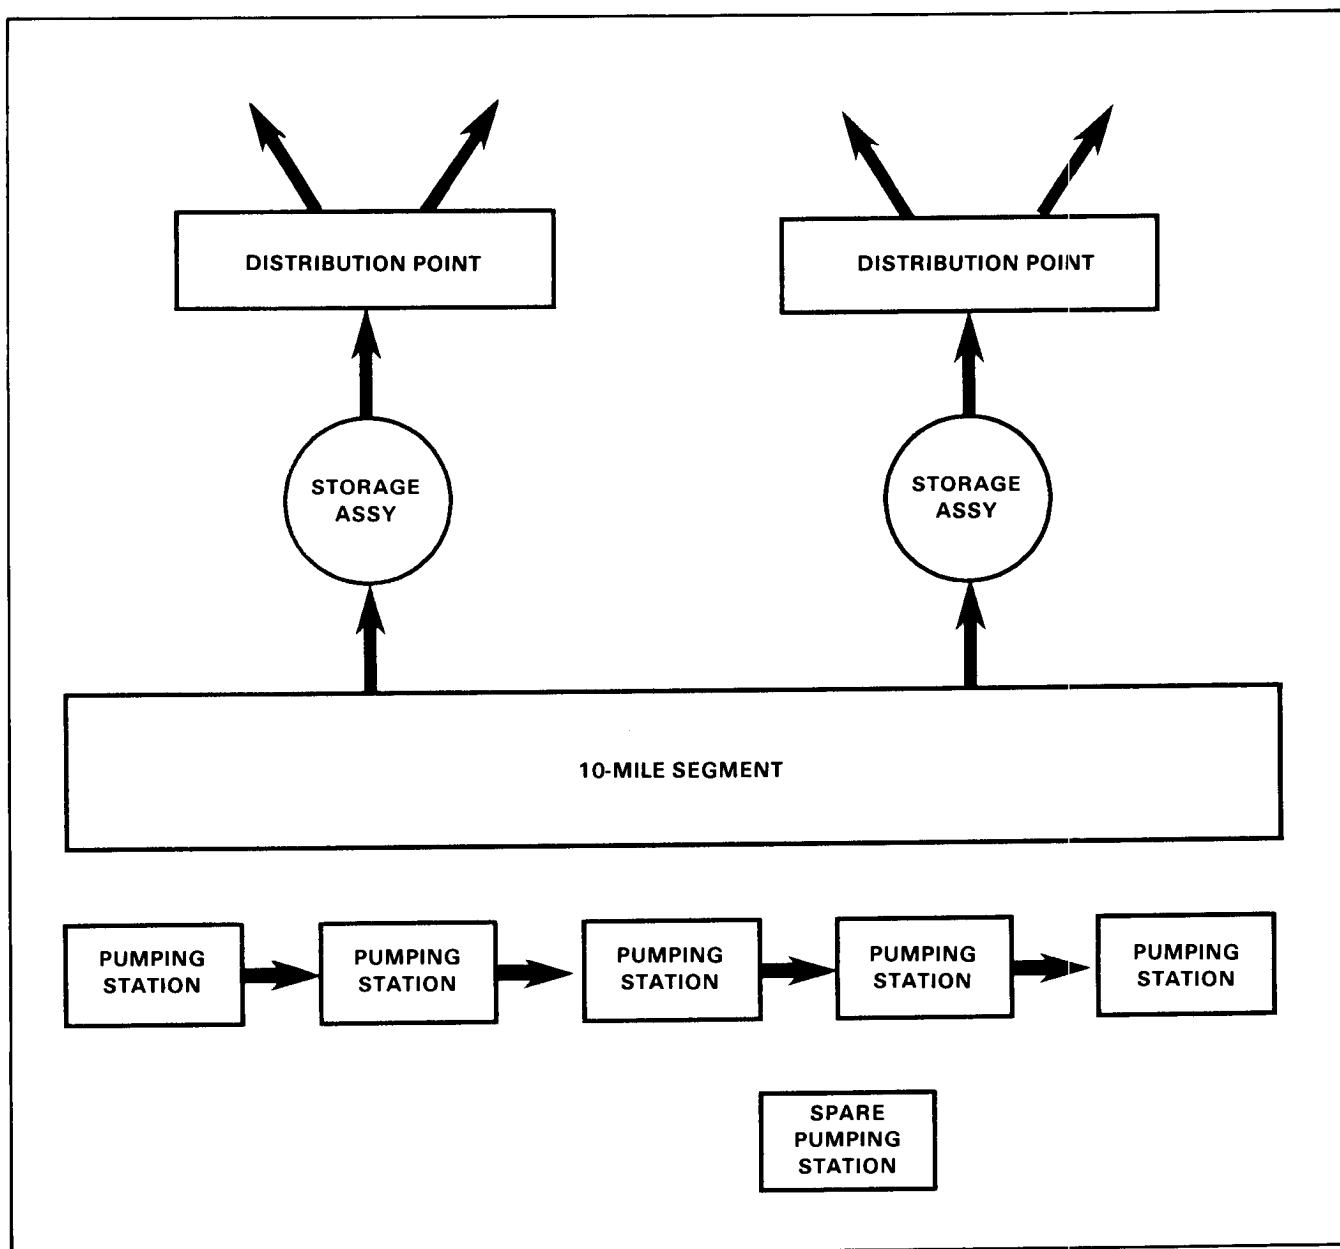 DISTRIBUTION POINT
DISTRIBUTION POINT
STORAGE
ASSY
STORAGE
ASSY
10-MILE SEGMENT
PUMPING
STATION
PUMPING
STATION
PUMPING
STATION
PUMPING
STATION
PUMPING
STATION
SPARE
PUMPING
STATION